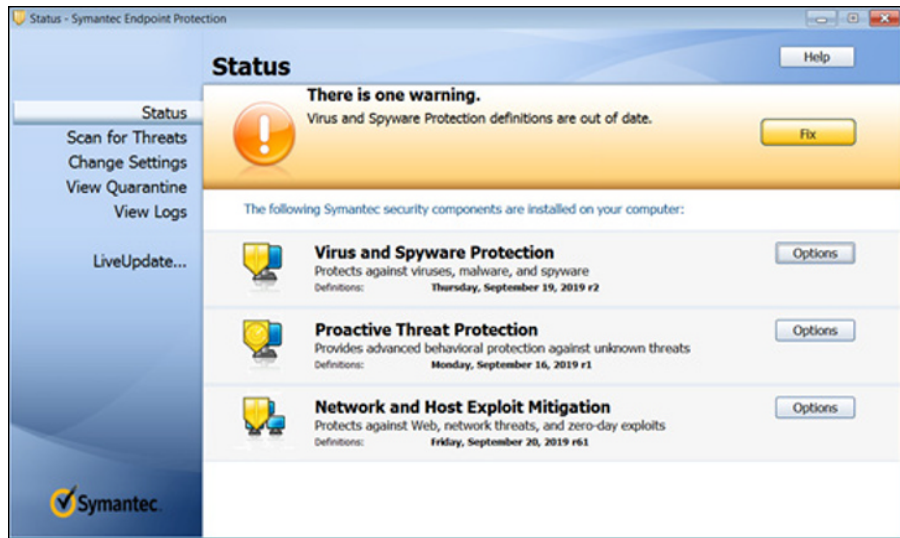 Status - Symantec Endpoint Protection
Status
Help
There is one warning.
Virus and Spyware Protection definitions are out of date.
Fix
Status
Scan for Threats
Change Settings
View Quarantine
View Logs
LiveUpdate...
The following Symantec security components are installed on your computer:
Virus and Spyware Protection
Protects against viruses, malware, and spyware
Definitions: Thursday, September 19, 2019 r2
Options
Proactive Threat Protection
Provides advanced behavioral protection against unknown threats
Definitions: Monday, September 16, 2019 r1
Options
Network and Host Exploit Mitigation
Protects against Web, network threats, and zero-day exploits
Definitions: Friday, September 20, 2019 r61
Options
Symantec.